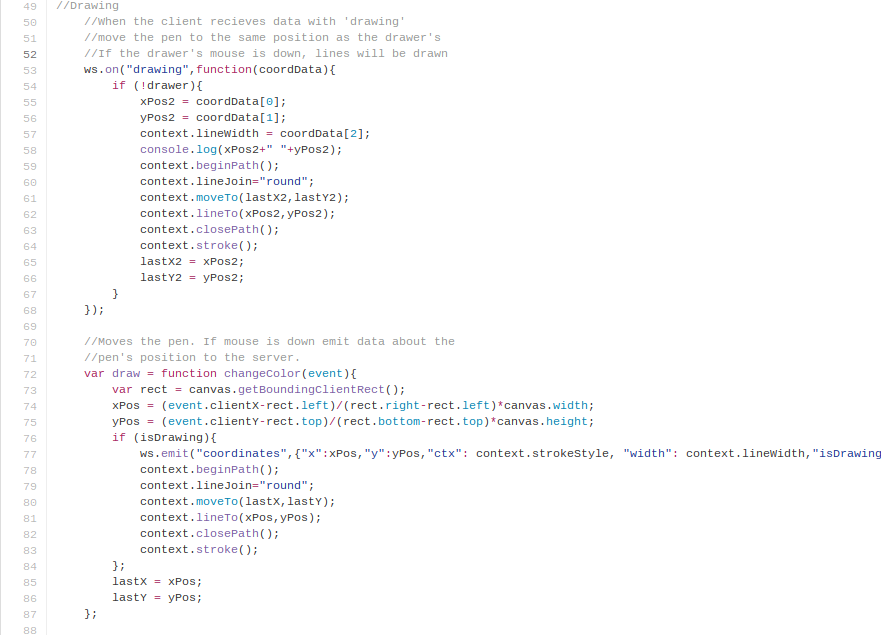 49 //Drawing
50     //When the client recieves data with 'drawing'
51     //move the pen to the same position as the drawer's
52     //If the drawer's mouse is down, lines will be drawn
53     ws.on("drawing",function(coordData){
54         if (!drawer){
55             xPos2 = coordData[0];
56             yPos2 = coordData[1];
57             context.lineWidth = coordData[2];
58             console.log(xPos2+" "+yPos2);
59             context.beginPath();
60             context.lineJoin="round";
61             context.moveTo(lastX2,lastY2);
62             context.lineTo(xPos2,yPos2);
63             context.closePath();
64             context.stroke();
65             lastX2 = xPos2;
66             lastY2 = yPos2;
67         }
68     });
69
70     //Moves the pen. If mouse is down emit data about the
71     //pen's position to the server.
72     var draw = function changeColor(event){
73         var rect = canvas.getBoundingClientRect();
74         xPos = (event.clientX-rect.left)/(rect.right-rect.left)*canvas.width;
75         yPos = (event.clientY-rect.top)/(rect.bottom-rect.top)*canvas.height;
76         if (isDrawing){
77             ws.emit("coordinates",{"x":xPos,"y":yPos,"ctx": context.strokeStyle, "width": context.lineWidth,"isDrawing
78             context.beginPath();
79             context.lineJoin="round";
80             context.moveTo(lastX,lastY);
81             context.lineTo(xPos,yPos);
82             context.closePath();
83             context.stroke();
84         };
85         lastX = xPos;
86         lastY = yPos;
87     };
88